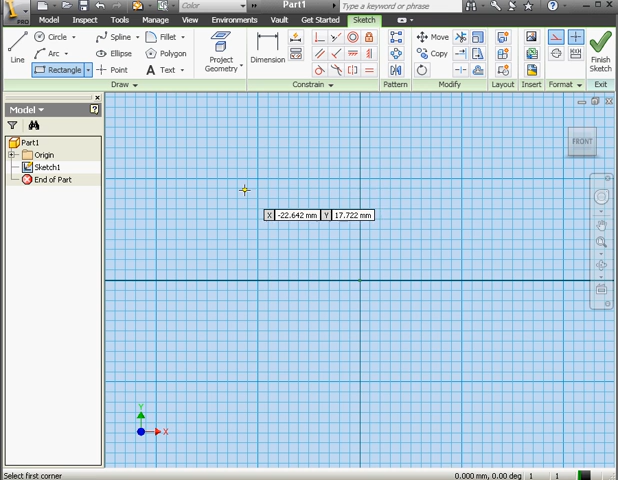 Color
Part1
Type a keyword or phrase
PRO
Model
Inspect
Tools
Manage
View
Environments
Vault
Get Started
Sketch
Line
Circle
Arc
Rectangle
Spline
Ellipse
Point
Fillet
Polygon
Text
Project
Geometry
Dimension
Move
Copy
Finish
Sketch
Draw
Constrain
Pattern
Modify
Layout
Insert
Format
Exit
Model
Part1
Origin
Sketch1
End of Part
FRONT
X -22.642 mm Y 17.722 mm
Y
X
Select first corner
0.000 mm, 0.00 deg 1 1